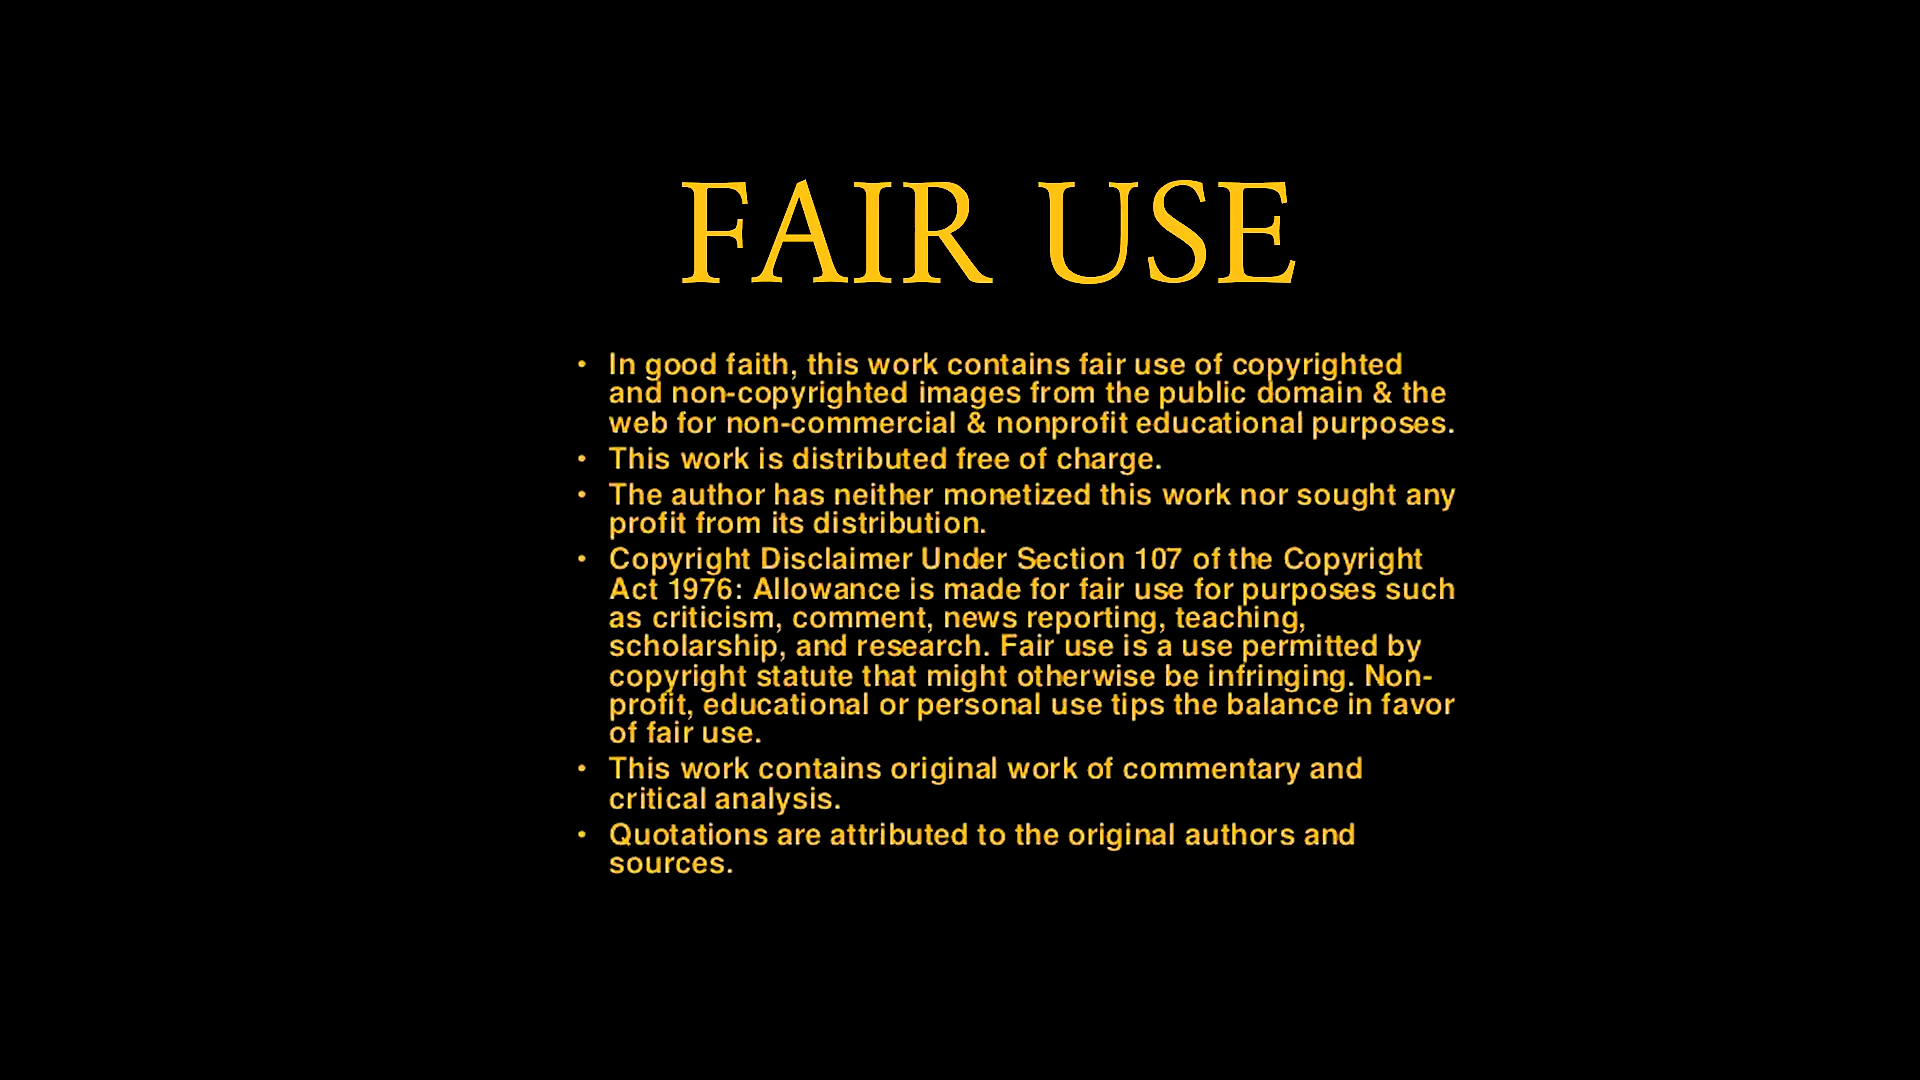 FAIR USE
• In good faith, this work contains fair use of copyrighted
and non-copyrighted images from the public domain & the
web for non-commercial & nonprofit educational purposes.
• This work is distributed free of charge.
• The author has neither monetized this work nor sought any
profit from its distribution.
• Copyright Disclaimer Under Section 107 of the Copyright
Act 1976: Allowance is made for fair use for purposes such
as criticism, comment, news reporting, teaching,
scholarship, and research. Fair use is a use permitted by
copyright statute that might otherwise be infringing. Non-
profit, educational or personal use tips the balance in favor
of fair use.
• This work contains original work of commentary and
critical analysis.
• Quotations are attributed to the original authors and
sources.